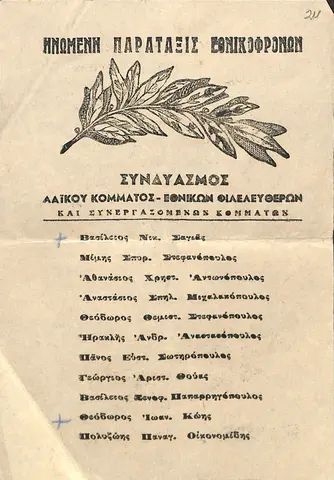 24
ΗΝΩΜΕΝΗ ΠΑΡΑΤΑΞΙΣ ΕΘΝΙΚΟΦΡΟΝΩΝ
ΣΥΝΔΥΑΣΜΟΣ
ΛΑΪΚΟΥ ΚΟΜΜΑΤΟΣ - ΕΘΝΙΚΩΝ ΦΙΛΕΛΕΥΘΕΡΩΝ
ΚΑΙ ΣΥΝΕΡΓΑΖΟΜΕΝΩΝ ΚΟΜΜΑΤΩΝ
+ Βασίλειος Νικ. Σαγιᾶς
Μίμης Σπυρ. Στεφανόπουλος
Ἀθανάσιος Χρηστ. Ἀντωνόπουλος
Ἀναστάσιος Σπηλ. Μιχαλακόπουλος
Θεόδωρος Θεμιστ. Στεφανόπουλος
Ἡρακλῆς Ἀνδρ. Ἀναστασόπουλος
Πάνος Εὐστ. Σωτηρόπουλος
Γεώργιος Ἀριστ. Θούας
Βασίλειος Ξενοφ. Παπαρρηγόπουλος
+ Θεόδωρος Ἰωαν. Κώης
Πολυζώης Παναγ. Οἰκονομίδης